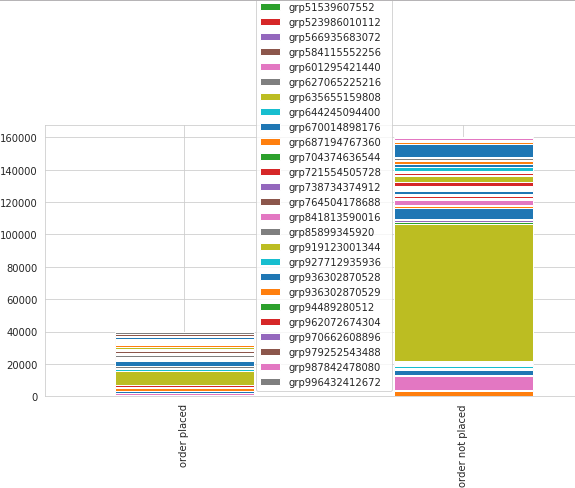 grp51539607552
grp523986010112
grp566935683072
grp584115552256
grp601295421440
grp627065225216
grp635655159808
grp644245094400
grp670014898176
grp687194767360
grp704374636544
grp721554505728
grp738734374912
grp764504178688
grp841813590016
grp85899345920
grp919123001344
grp927712935936
grp936302870528
grp936302870529
grp94489280512
grp962072674304
grp970662608896
grp979252543488
grp987842478080
grp996432412672
160000
140000
120000
100000
80000
60000
40000
20000
0
order placed
order not placed